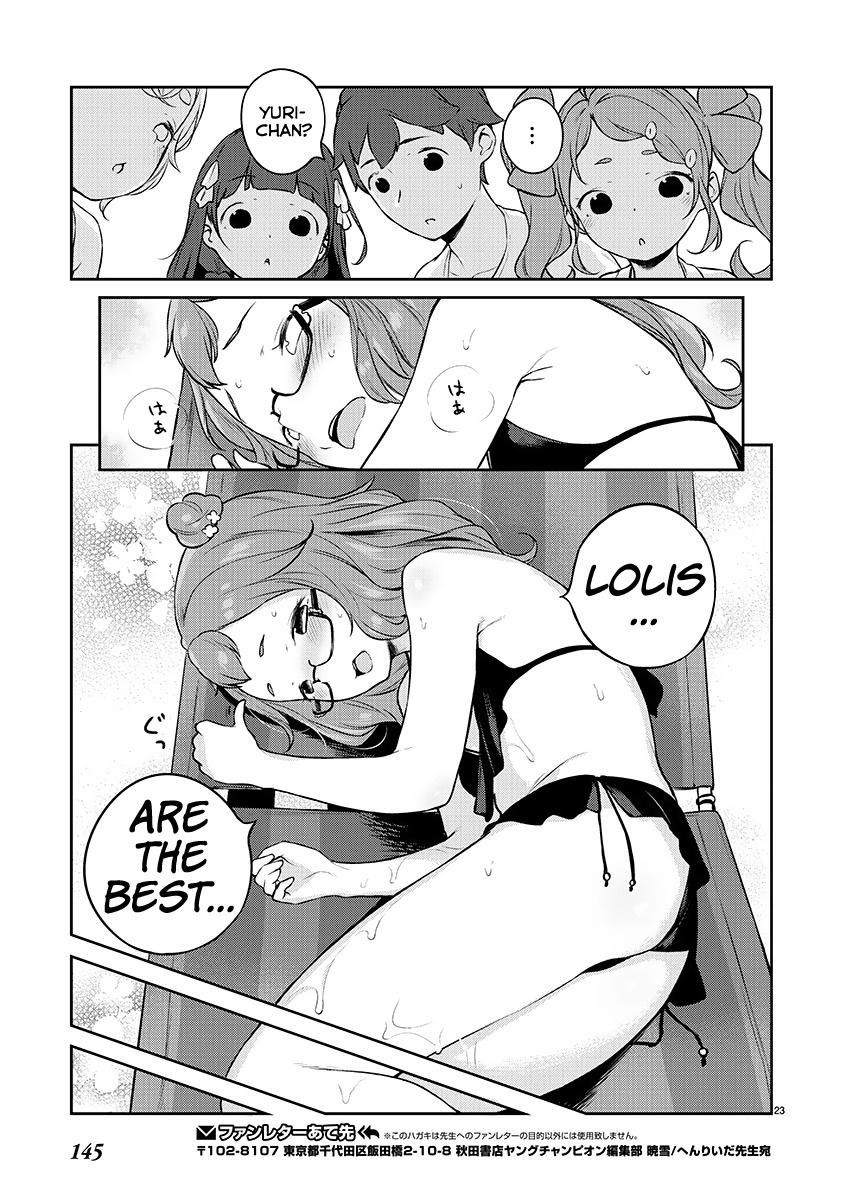 YURI-
CHAN?
...
はぁ
はぁ
LOLIS
...
ぐっ
ARE
THE
BEST...
23
145
ファンレターあて先
※このハガキは先生へのファンレターの目的以外には使用致しません。
〒102-8107 東京都千代田区飯田橋2-10-8 秋田書店ヤングチャンピオン編集部 暁雪/へんりいだ先生宛